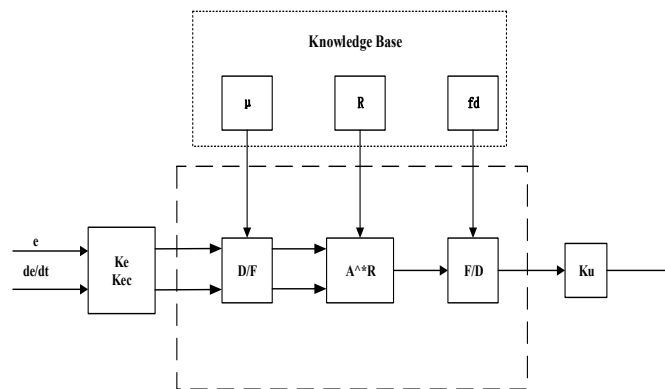 Knowledge Base
μ
R
fd
e
de/dt
Ke
Kec
D/F
A^*R
F/D
Ku